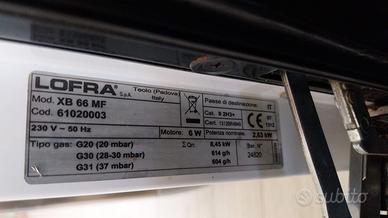 LOFRA S.p.A. Teolo (Padova) Italy
Mod. XB 66 MF
Cod. 61020003
Paese di destinazione: IT
Cat. II 2H3+
230 V ~ 50 Hz Motore: 6 W Potenza nominale: 2,63 kW
Tipo gas: G20 (20 mbar) ΣQn: 8,45 kW
G30 (28-30 mbar) 614 g/h
G31 (37 mbar) 604 g/h
24820
subito